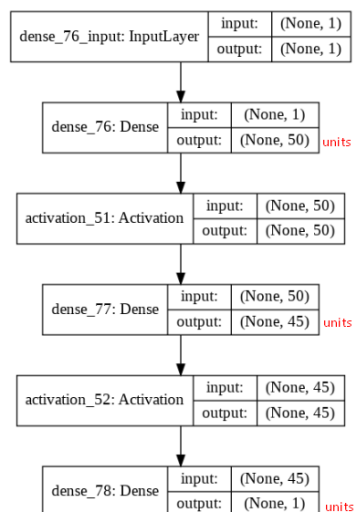 dense_76_input: InputLayer input: (None, 1)
output: (None, 1)
dense_76: Dense input: (None, 1)
output: (None, 50) units
activation_51: Activation input: (None, 50)
output: (None, 50)
dense_77: Dense input: (None, 50)
output: (None, 45) units
activation_52: Activation input: (None, 45)
output: (None, 45)
dense_78: Dense input: (None, 45)
output: (None, 1) units